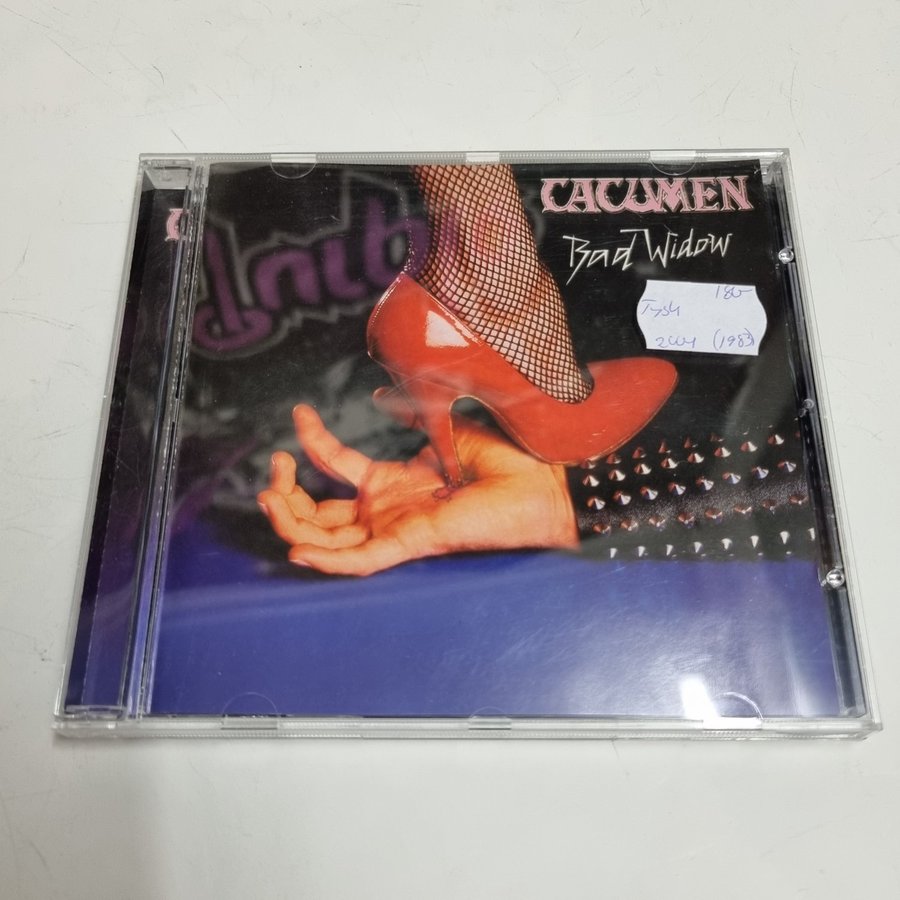 CACUMEN
Bad Widow
180-
Tysk
2004 (1983)